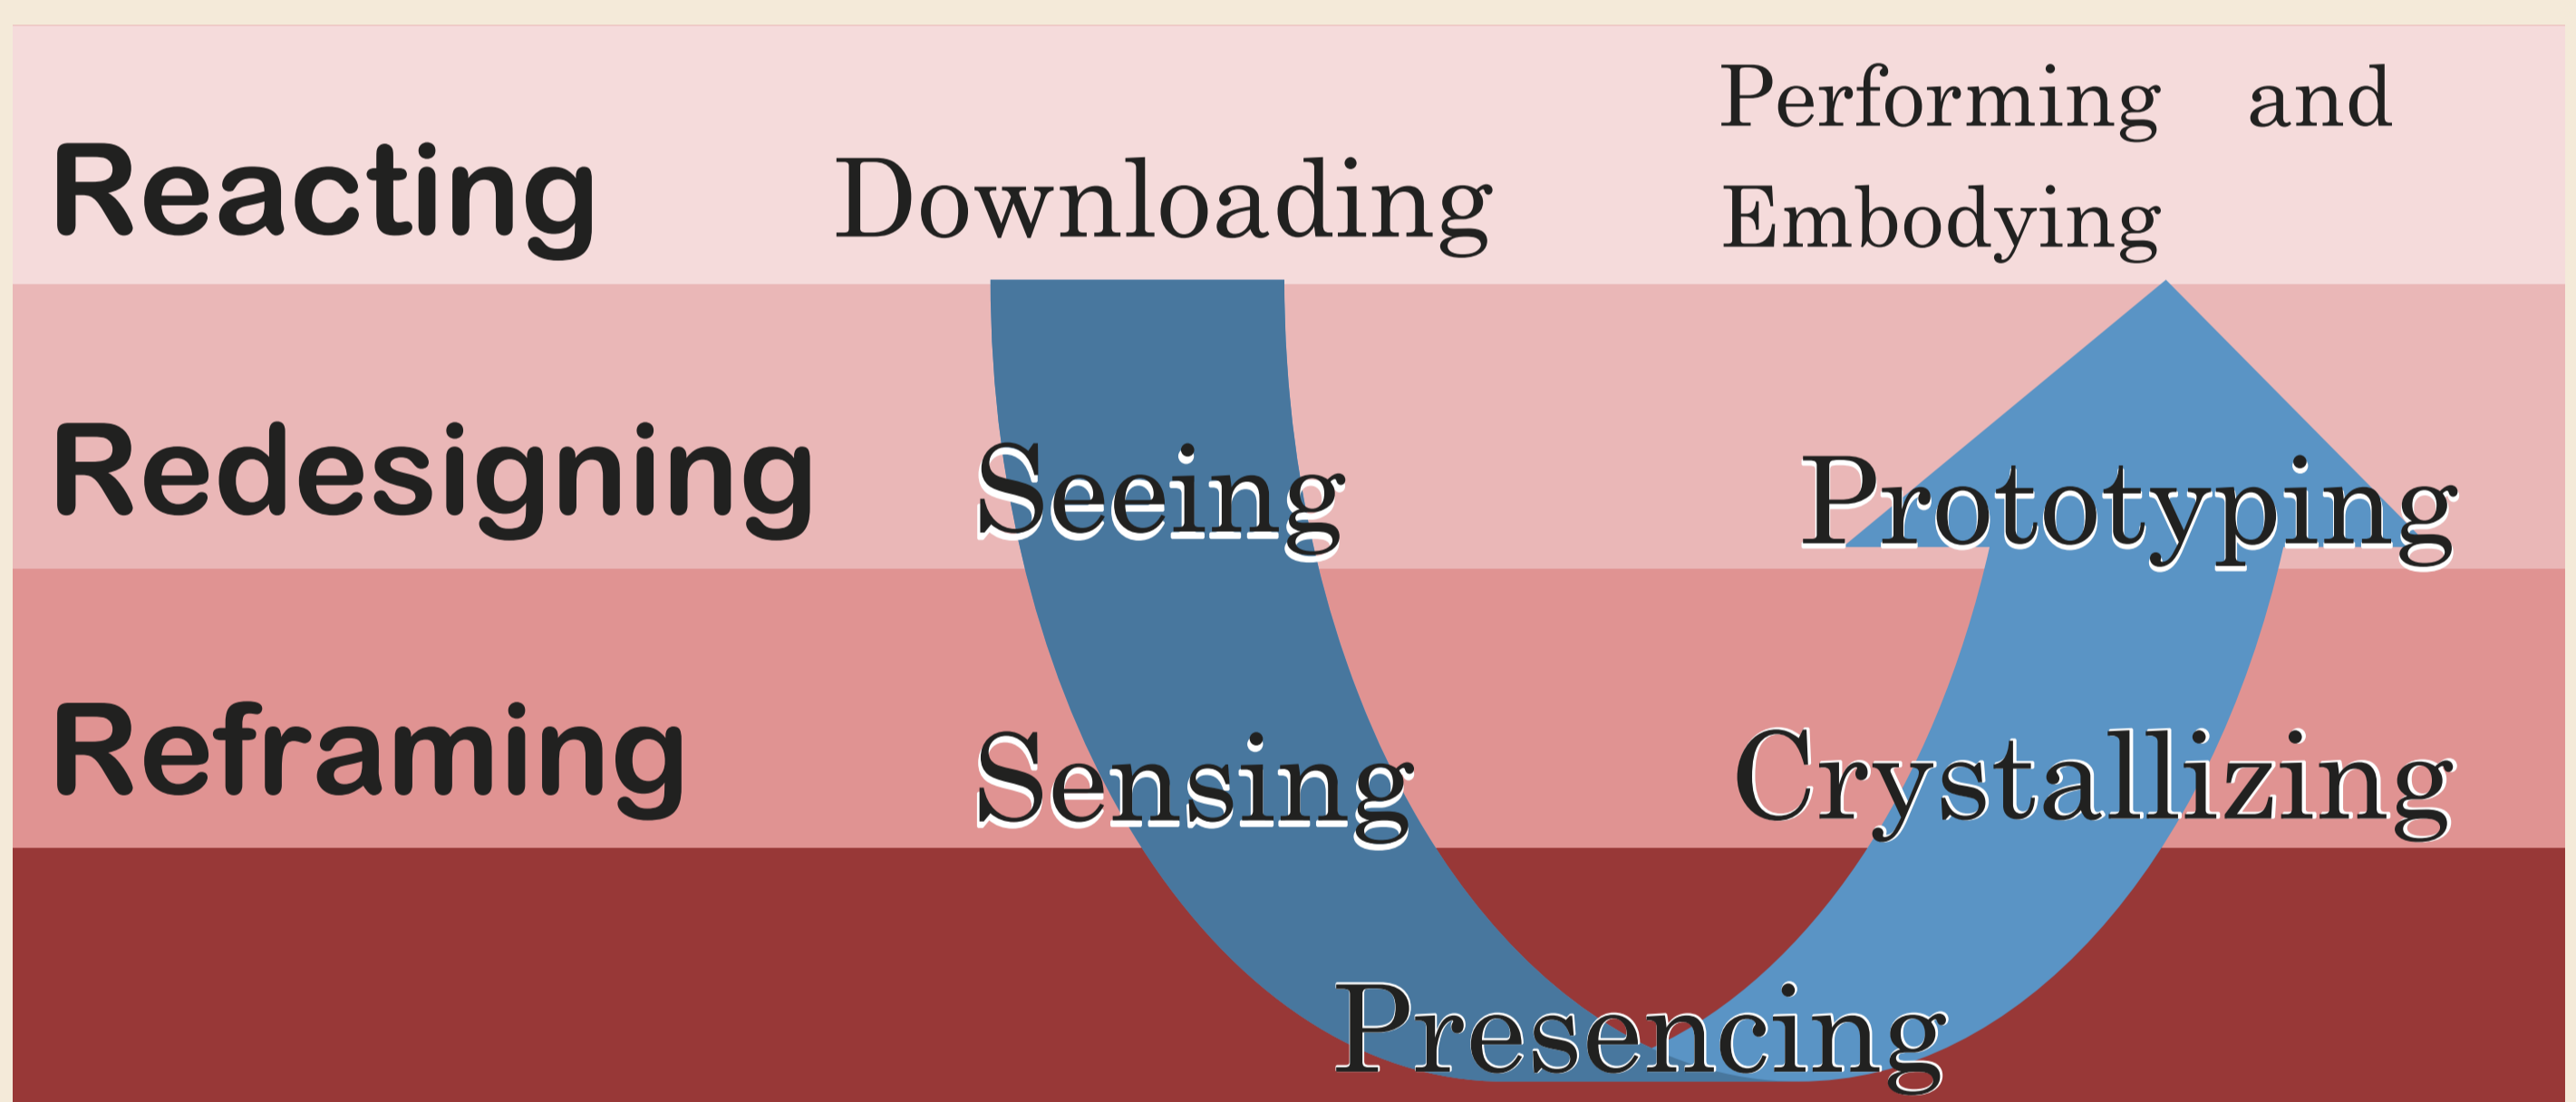 Performing and
Reacting Downloading Embodying
Redesigning Seeing Prototyping
Reframing Sensing Crystallizing
Presencing